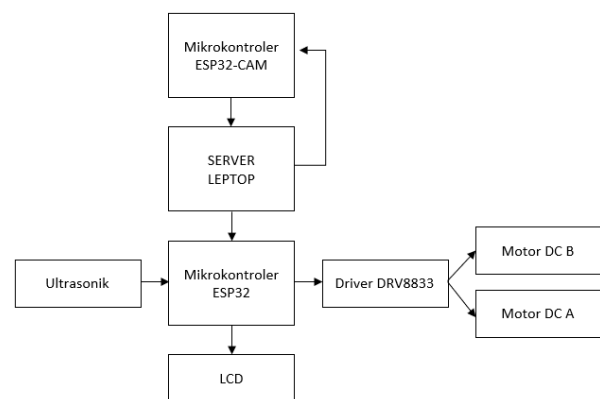 Mikrokontroler
ESP32-CAM
SERVER
LEPTOP
Ultrasonik
Mikrokontroler
ESP32
Driver DRV8833
Motor DC B
Motor DC A
LCD